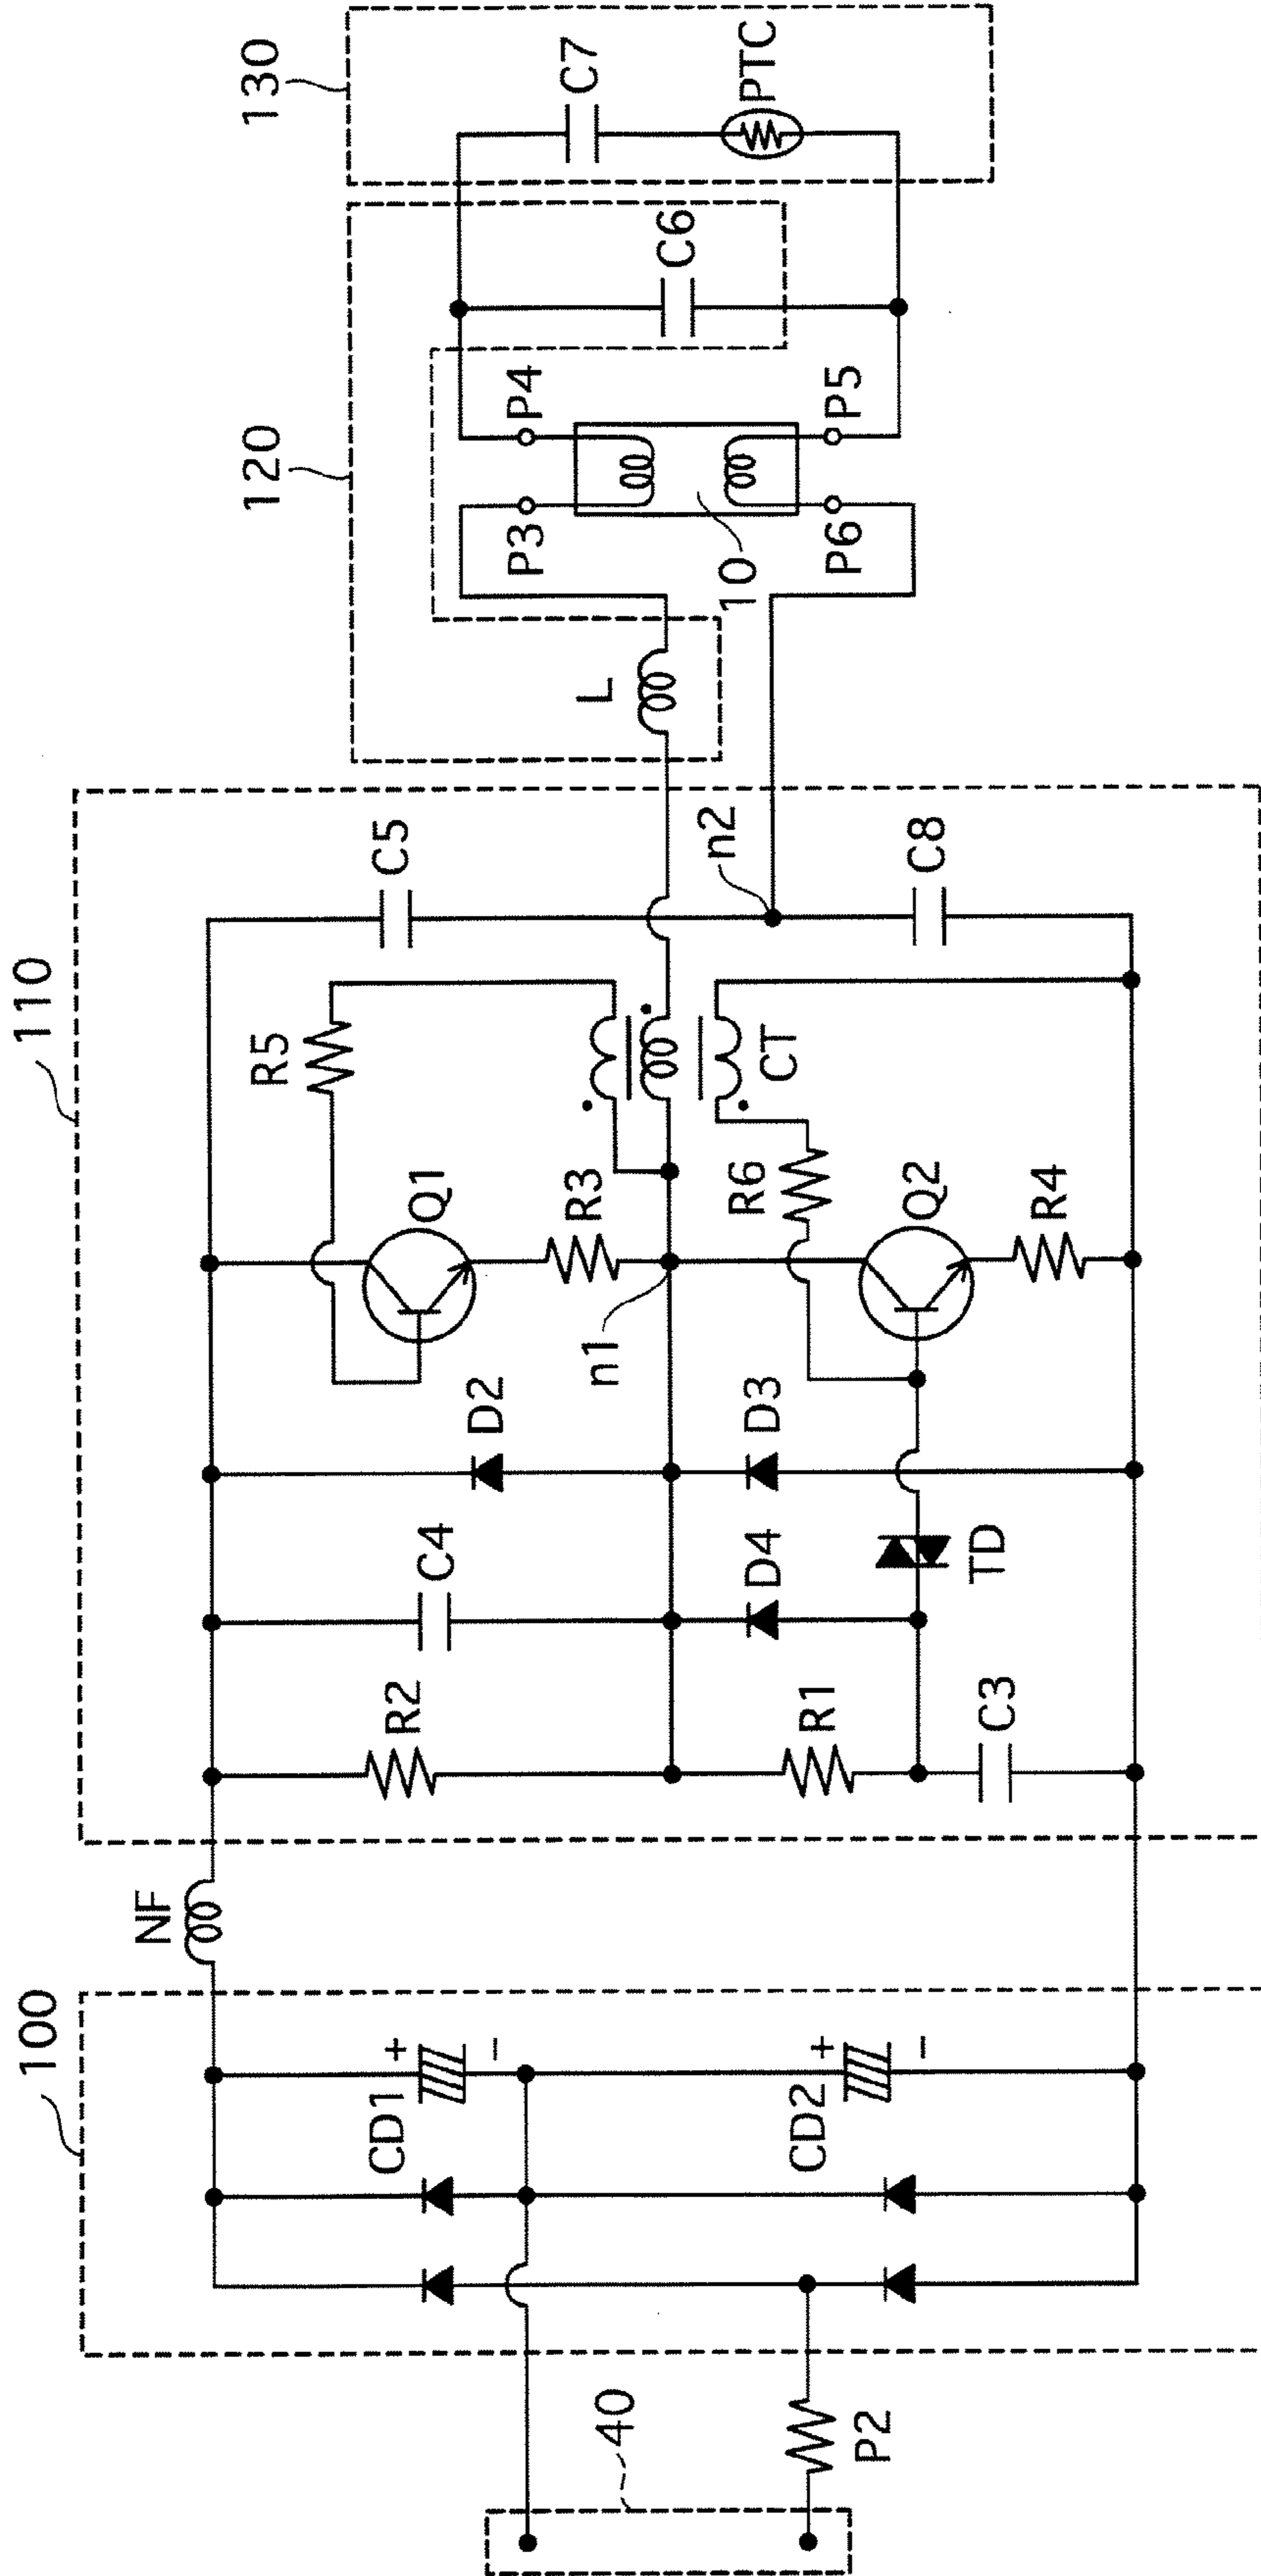 130
C7
PTC
120
C6
P4
P5
P3
P6
10
L
110
C5
n2
C8
R5
CT
Q1
R3
R6
Q2
R4
n1
D2
D3
C4
D4
TD
R2
R1
C3
NF
100
+
-
+
-
CD1
CD2
40
P2